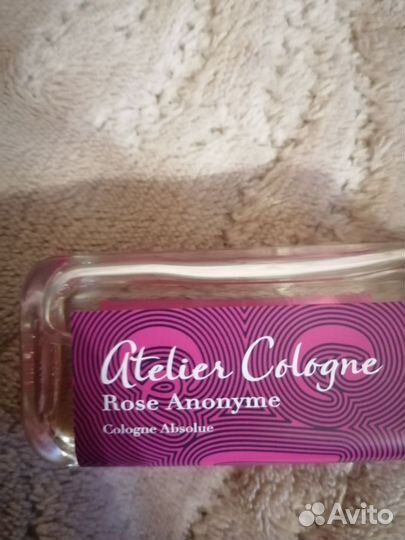 Atelier Cologne
Rose Anonyme
Cologne Absolue
Avito